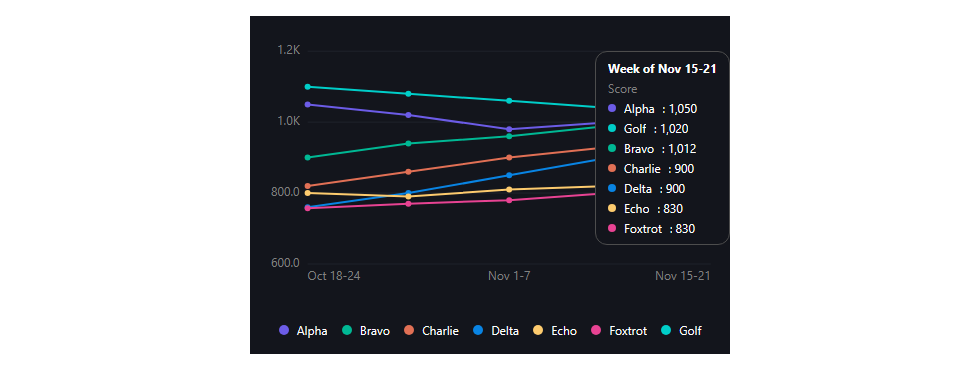 1.2K
1.0K
800.0
600.0
Oct 18-24 Nov 1-7 Nov 15-21
Week of Nov 15-21
Score
Alpha : 1,050
Golf : 1,020
Bravo : 1,012
Charlie : 900
Delta : 900
Echo : 830
Foxtrot : 830
Alpha Bravo Charlie Delta Echo Foxtrot Golf